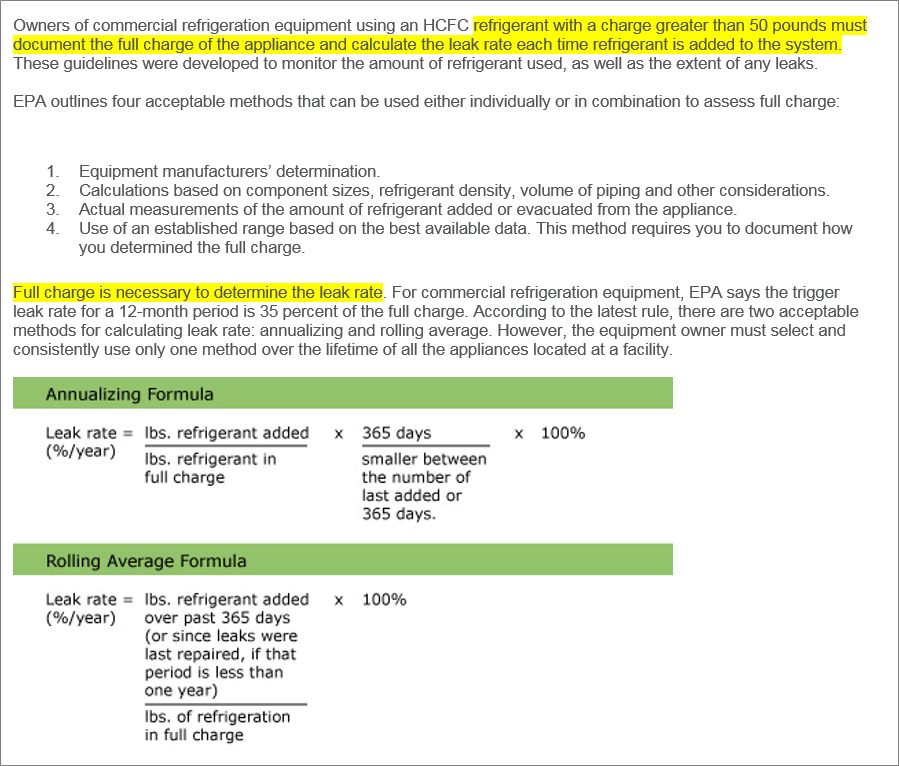 Owners of commercial refrigeration equipment using an HCFC refrigerant with a charge greater than 50 pounds must
document the full charge of the appliance and calculate the leak rate each time refrigerant is added to the system.
These guidelines were developed to monitor the amount of refrigerant used, as well as the extent of any leaks.
EPA outlines four acceptable methods that can be used either individually or in combination to assess full charge:
1. Equipment manufacturers' determination.
2. Calculations based on component sizes, refrigerant density, volume of piping and other considerations.
3. Actual measurements of the amount of refrigerant added or evacuated from the appliance.
4. Use of an established range based on the best available data. This method requires you to document how
you determined the full charge.
Full charge is necessary to determine the leak rate. For commercial refrigeration equipment, EPA says the trigger
leak rate for a 12-month period is 35 percent of the full charge. According to the latest rule, there are two acceptable
methods for calculating leak rate: annualizing and rolling average. However, the equipment owner must select and
consistently use only one method over the lifetime of all the appliances located at a facility.
Annualizing Formula
Leak rate = lbs. refrigerant added x 365 days x 100%
(%/year) lbs. refrigerant in smaller between
full charge the number of
last added or
365 days.
Rolling Average Formula
Leak rate = lbs. refrigerant added x 100%
(%/year) over past 365 days
(or since leaks were
last repaired, if that
period is less than
one year)
lbs. of refrigeration
in full charge